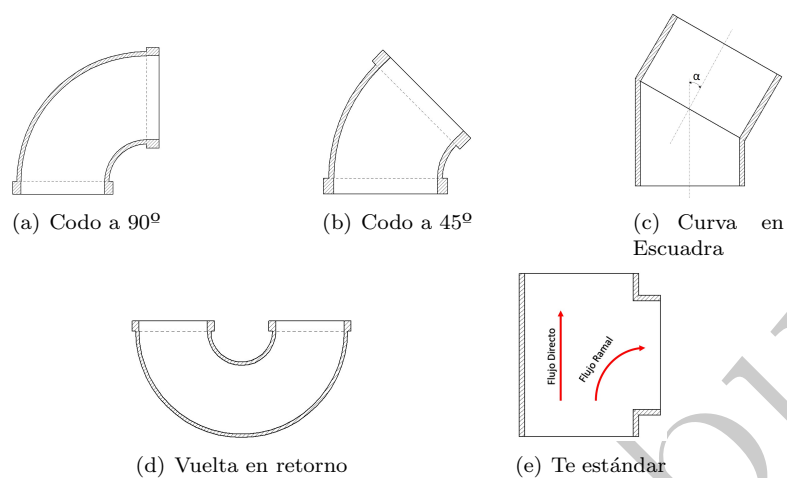 α
(a) Codo a 90º
(b) Codo a 45º
(c) Curva en
Escuadra
Flujo Directo
Flujo Ramal
(d) Vuelta en retorno
(e) Te estándar